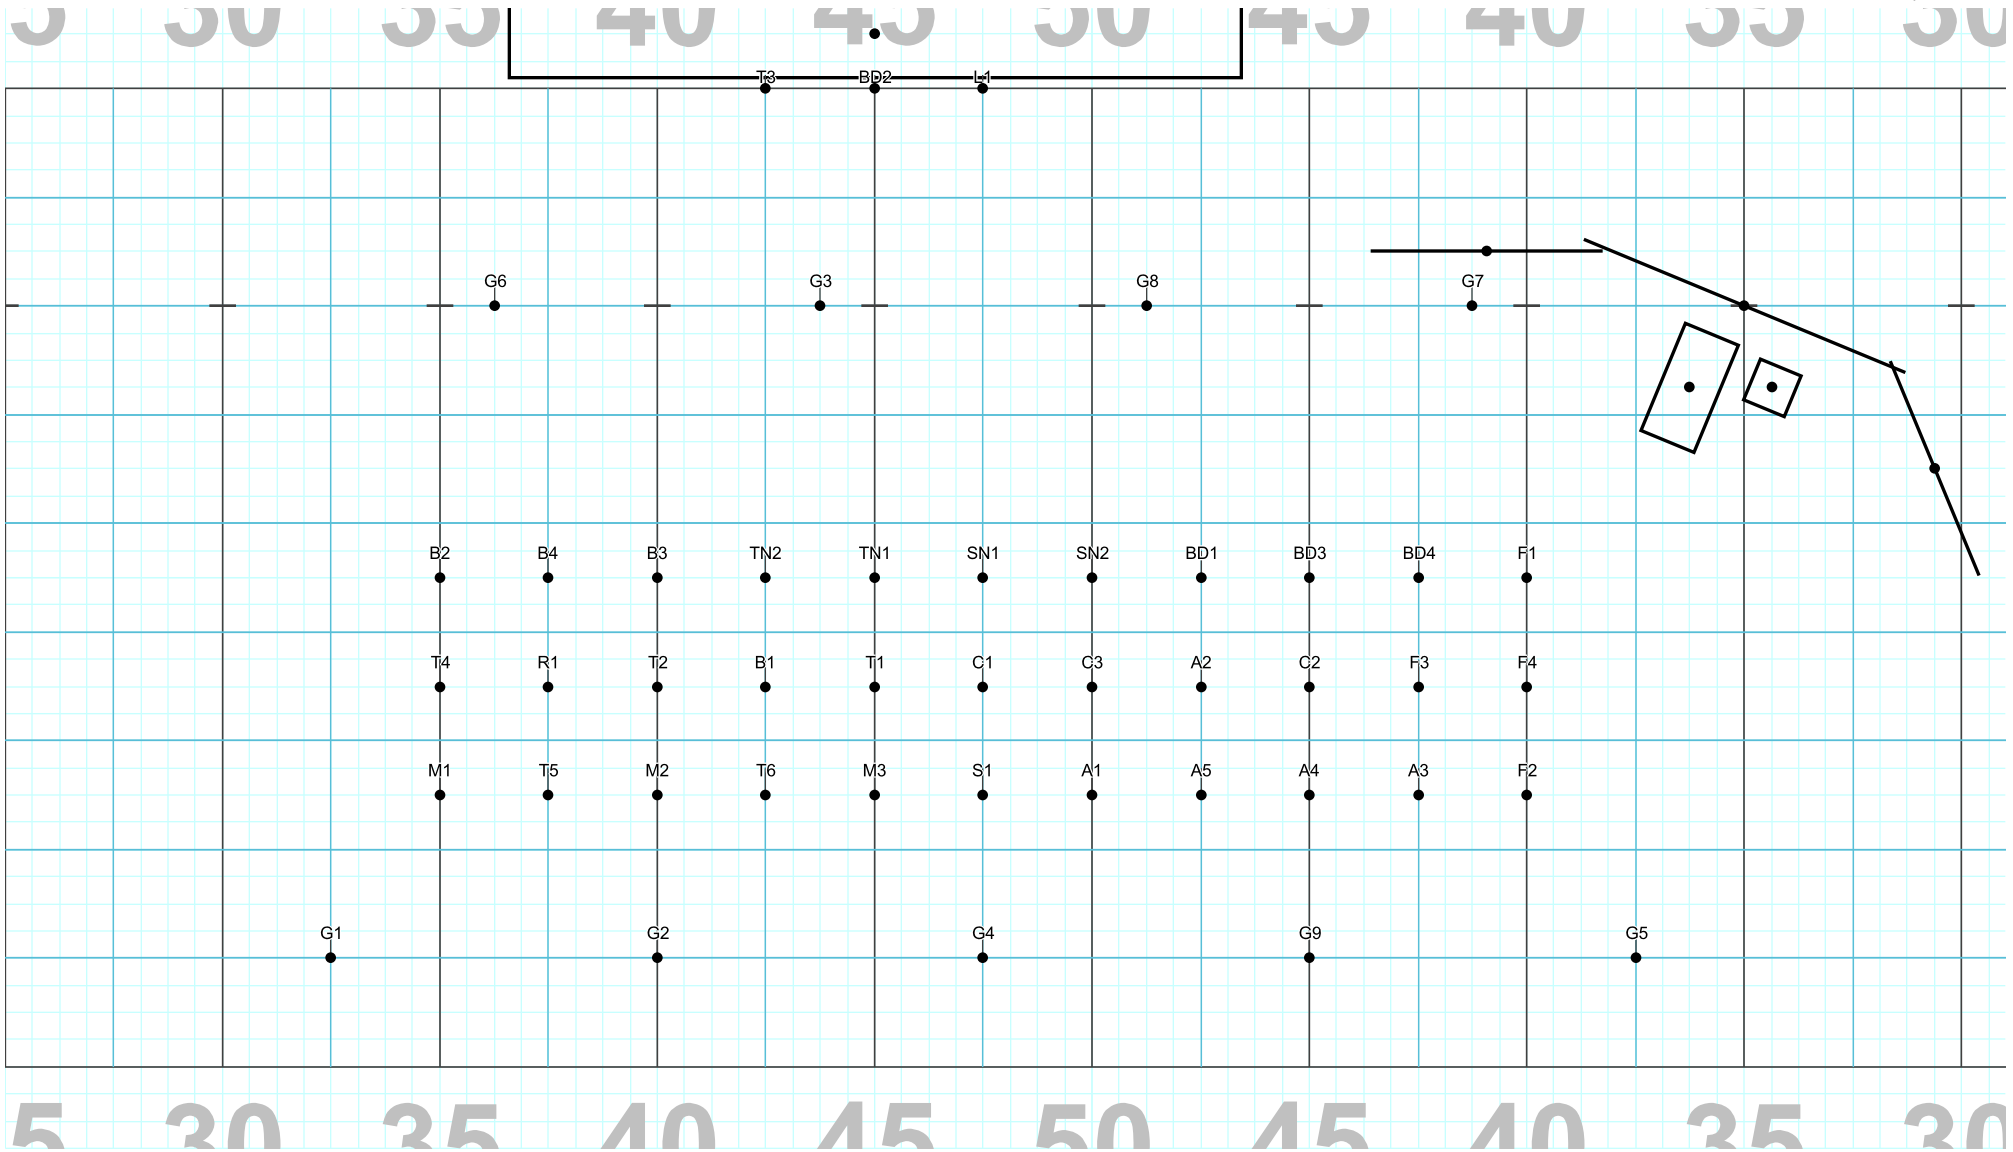 5 30 35 40 45 50 45 40 35 30
T3 BD2 L1
G6 G3 G8 G7
B2 B4 B3 TN2 TN1 SN1 SN2 BD1 BD3 BD4 F1
T4 R1 T2 B1 T1 C1 C3 A2 C2 F3 F4
M1 T5 M2 T6 M3 S1 A1 A5 A4 A3 F2
G1 G2 G4 G9 G5
5 30 35 40 45 50 45 40 35 30